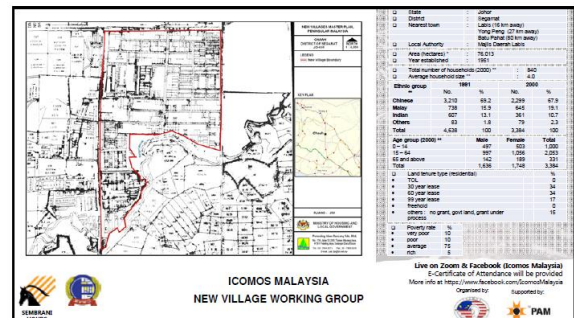 NEW VILLAGES MASTER PLAN,
PENINSULAR MALAYSIA
CHAAH
DISTRICT OF SEGAMAT
JOHOR
LEGEND
New Village Boundary
KEY PLAN
MINISTRY OF HOUSING AND
LOCAL GOVERNMENT
State : Johor
District : Segamat
Nearest town : Labis (16 km away)
Yong Peng (27 km away)
Batu Pahat (60 km away)
Local Authority : Majlis Daerah Labis
Area (hectares) * : 76.013
Year established : 1951
Total number of households (2000) ** : 840
Average household size ** : 4.0
Ethnic group 1991 2000
** No. % No. %
Chinese 3,210 69.2 2,299 67.9
Malay 738 15.9 645 19.1
Indian 607 13.1 361 10.7
Others 83 1.8 79 2.3
Total 4,638 100 3,384 100
Age group (2000) ** Male Female Total
0 – 14 497 503 1,000
15 – 64 997 1,056 2,053
65 and above 142 189 331
Total 1,636 1,748 3,384
Land tenure type (residential) %
TOL 0
30 year lease 34
60 year lease 34
99 year lease 17
freehold 0
others : no grant, govt land, grant under 15
process
Poverty rate %
very poor 10
poor 10
average 75
rich 5
Live on Zoom & Facebook (Icomos Malaysia)
E-Certificate of Attendance will be provided
More info at https://www.facebook.com/IcomosMalaysia
Organised by: Supported by:
ICOMOS MALAYSIA
NEW VILLAGE WORKING GROUP
SEMBRANI
PAM